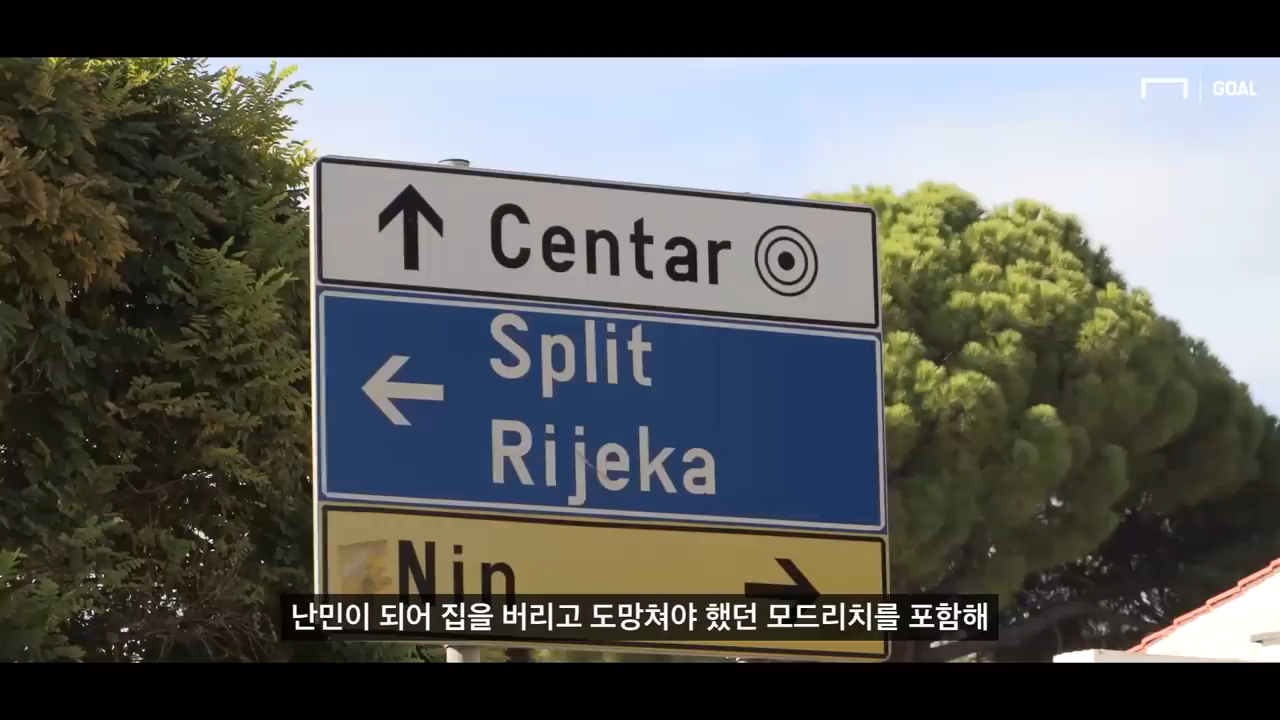 GOAL
Centar
Split
Rijeka
Nin
난민이 되어 집을 버리고 도망쳐야 했던 모드리치를 포함해